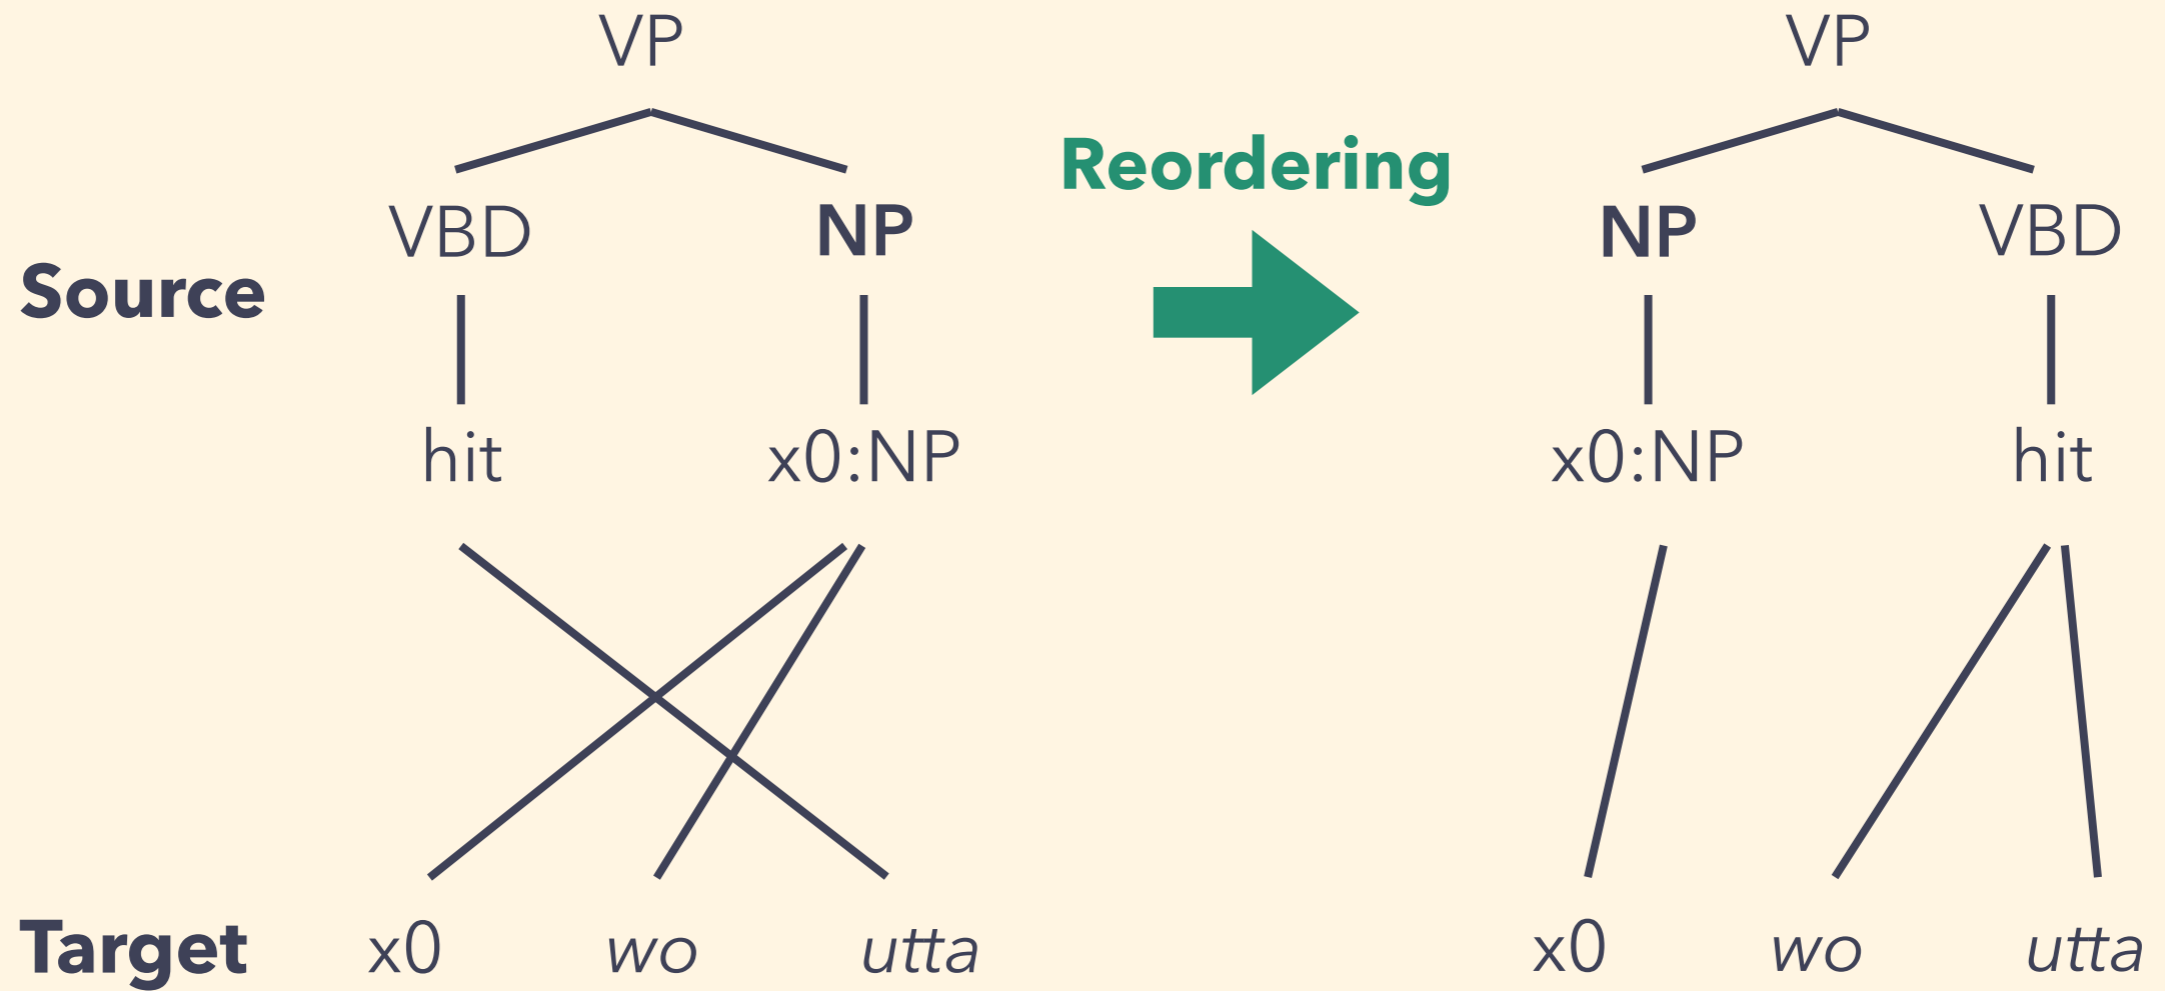 VP
VP
Reordering
VBD
NP
NP
VBD
Source
hit
x0:NP
x0:NP
hit
Target
x0
wo
utta
x0
wo
utta